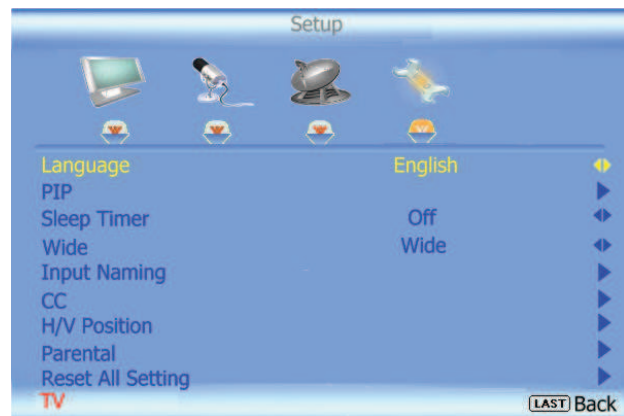 Setup
Language English
PIP
Sleep Timer Off
Wide Wide
Input Naming
CC
H/V Position
Parental
Reset All Setting
TV LAST Back